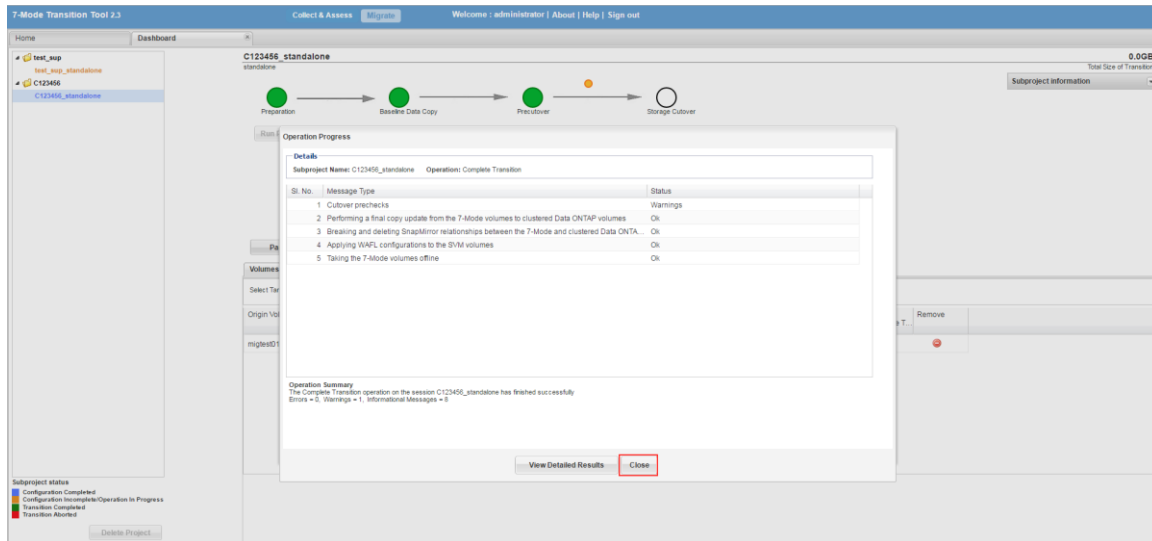 7-Mode Transition Tool 2.3
Collect & Assess Migrate Welcome : administrator | About | Help | Sign out
Home Dashboard
test_sup
test_sup_standalone
C123456
C123456_standalone
C123456_standalone 0.0GB
standalone Total Size of Transition
Subproject information
Preparation Baseline Data Copy Precutover Storage Cutover
Run
Operation Progress
Details
Subproject Name: C123456_standalone Operation: Complete Transition
Sl. No. Message Type Status
1 Cutover prechecks Warnings
2 Performing a final copy update from the 7-Mode volumes to clustered Data ONTAP volumes Ok
3 Breaking and deleting SnapMirror relationships between the 7-Mode and clustered Data ONTA... Ok
4 Applying WAFL configurations to the SVM volumes Ok
5 Taking the 7-Mode volumes offline Ok
Pa
Volumes
Select Tar
Origin Vol Remove
e T...
migtest01
Operation Summary
The Complete Transition operation on the session C123456_standalone has finished successfully
Errors = 0, Warnings = 1, Informational Messages = 8
View Detailed Results Close
Subproject status
Configuration Completed
Configuration Incomplete/Operation In Progress
Transition Completed
Transition Aborted
Delete Project